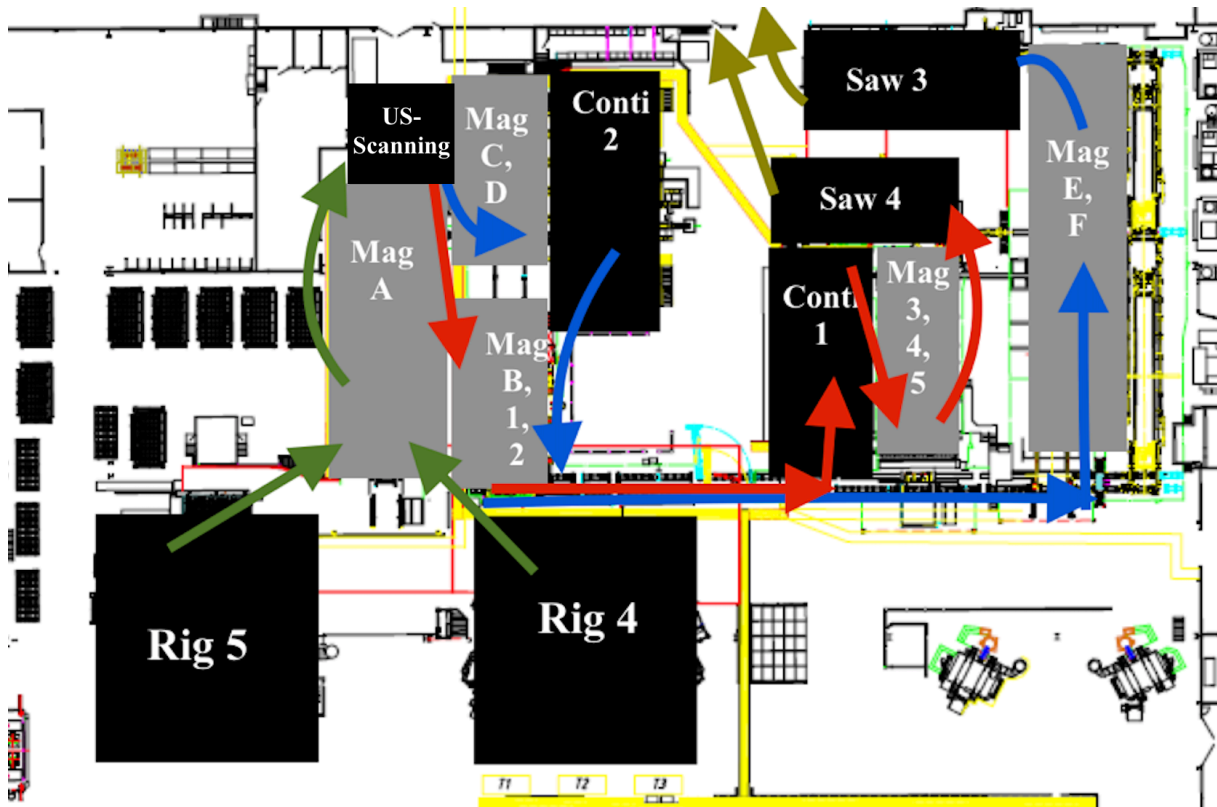 US-
Scanning
Mag
C,
D
Conti
2
Saw 3
Mag
E,
F
Saw 4
Mag
A
Mag
B,
1,
2
Conti
1
Mag
3,
4,
5
Rig 5
Rig 4
T1
T2
T3